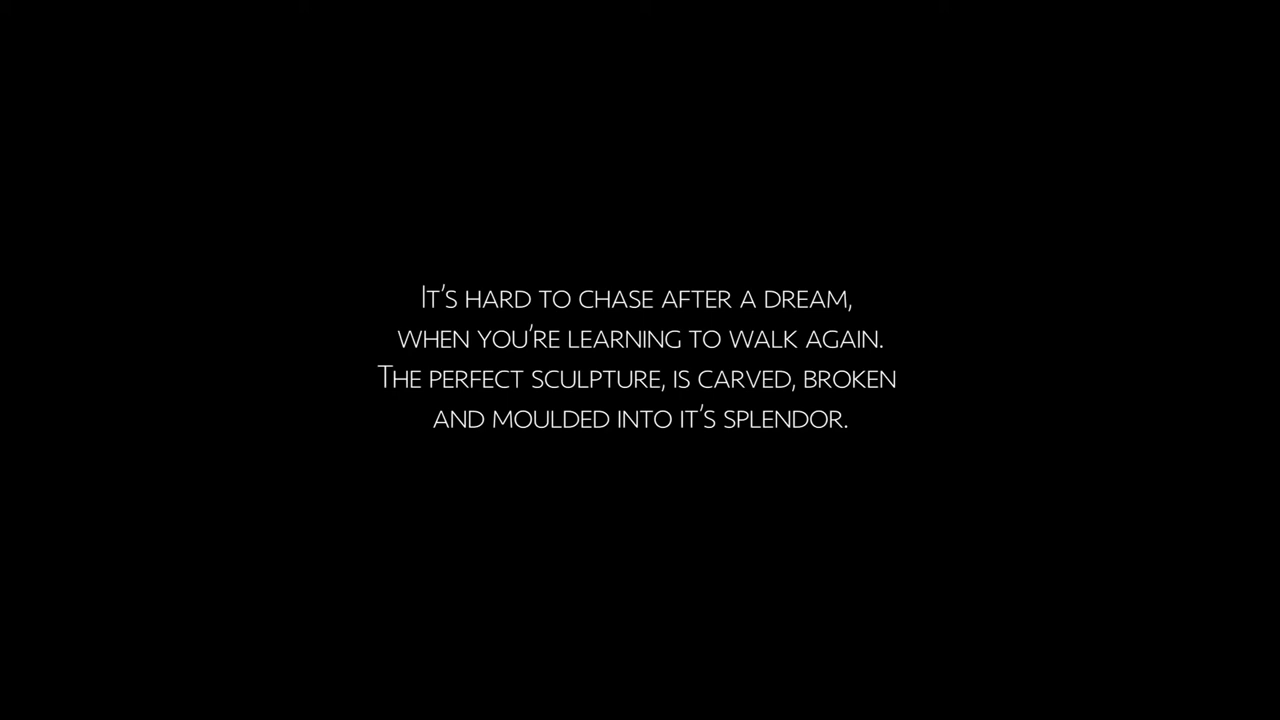 It's hard to chase after a dream,
when you're learning to walk again.
The perfect sculpture, is carved, broken
and moulded into it's splendor.